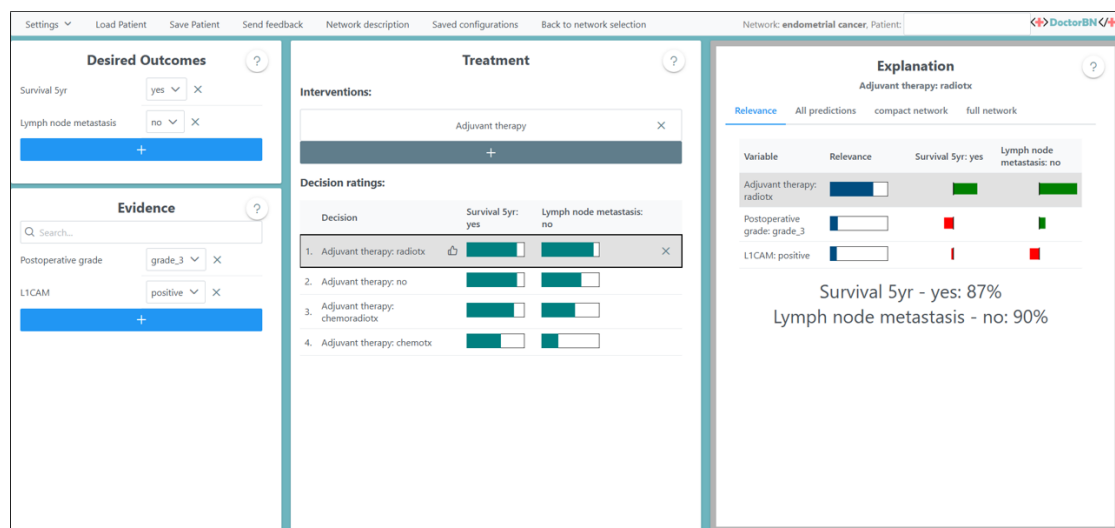 Settings Load Patient Save Patient Send feedback Network description Saved configurations Back to network selection Network: endometrial cancer, Patient: <+>DoctorBN</+
Desired Outcomes ?
Survival 5yr yes ×
Lymph node metastasis no ×
+
Evidence ?
Search...
Postoperative grade grade_3 ×
L1CAM positive ×
+
Treatment ?
Interventions:
Adjuvant therapy ×
+
Decision ratings:
Decision Survival 5yr: yes Lymph node metastasis: no
1. Adjuvant therapy: radiotx ×
2. Adjuvant therapy: no
3. Adjuvant therapy: chemoradiotx
4. Adjuvant therapy: chemotx
Explanation ?
Adjuvant therapy: radiotx
Relevance All predictions compact network full network
Variable Relevance Survival 5yr: yes Lymph node metastasis: no
Adjuvant therapy: radiotx
Postoperative grade: grade_3
L1CAM: positive
Survival 5yr - yes: 87%
Lymph node metastasis - no: 90%